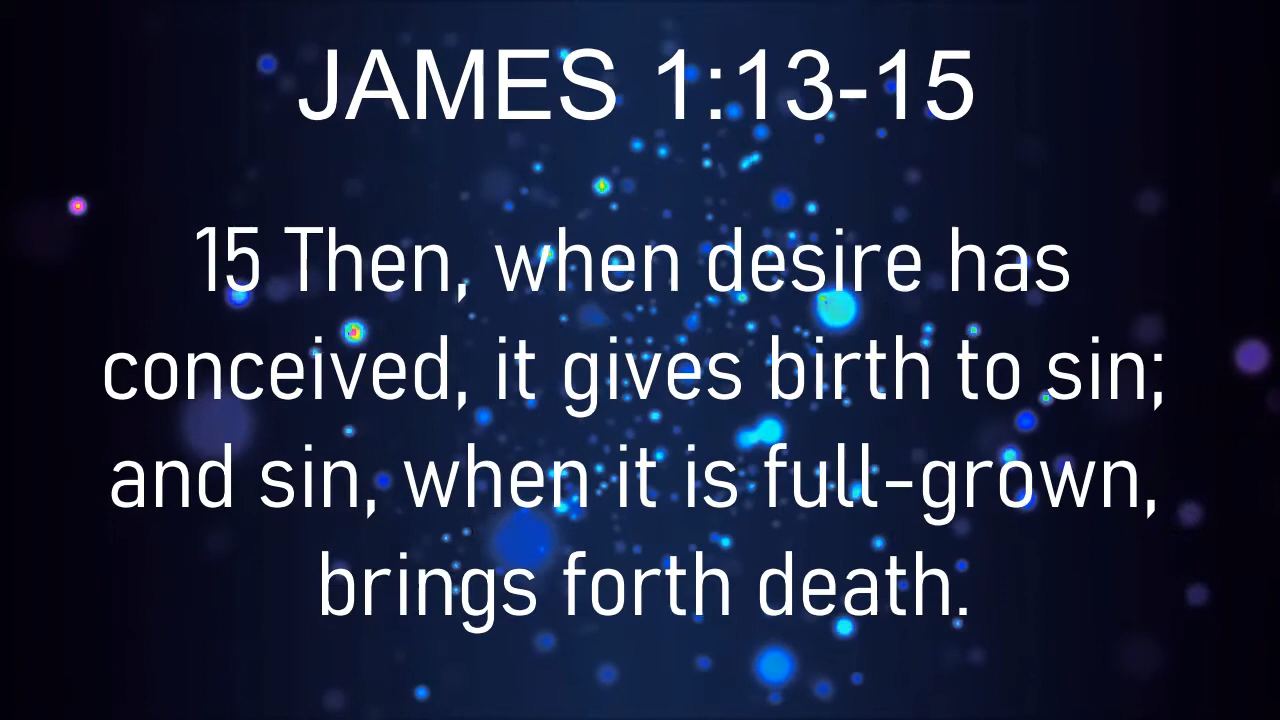 JAMES 1:13-15
15 Then, when desire has
conceived, it gives birth to sin;
and sin, when it is full-grown,
brings forth death.